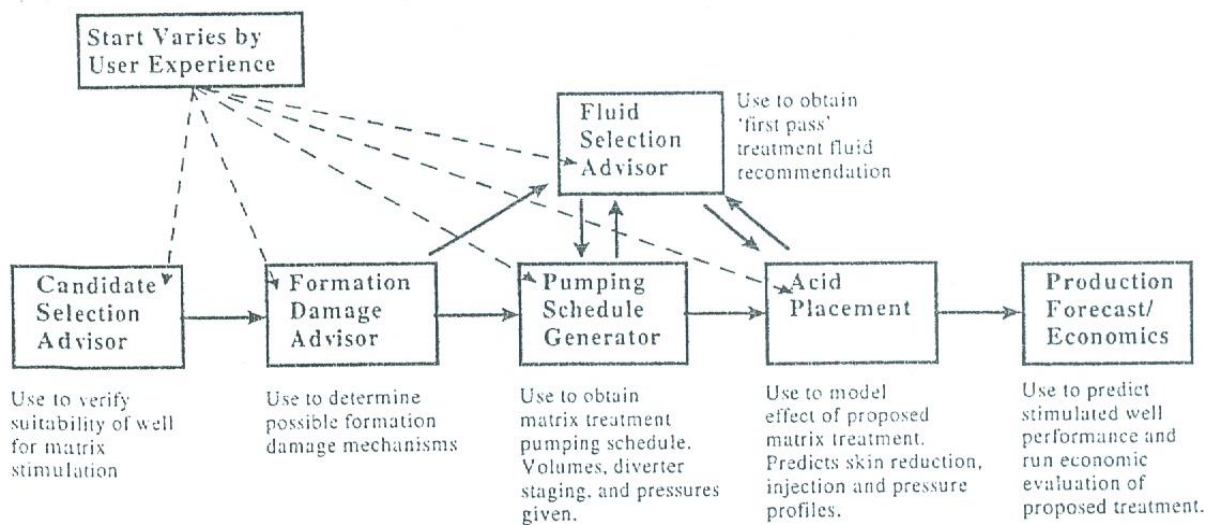 Start Varies by
User Experience
Fluid
Selection
Advisor
Use to obtain
'first pass'
treatment fluid
recommendation
Candidate
Selection
Advisor
Formation
Damage
Advisor
Pumping
Schedule
Generator
Acid
Placement
Production
Forecast/
Economics
Use to verify
suitability of well
for matrix
stimulation
Use to determine
possible formation
damage mechanisms
Use to obtain
matrix treatment
pumping schedule.
Volumes, diverter
staging, and pressures
given.
Use to model
effect of proposed
matrix treatment.
Predicts skin reduction,
injection and pressure
profiles.
Use to predict
stimulated well
performance and
run economic
evaluation of
proposed treatment.